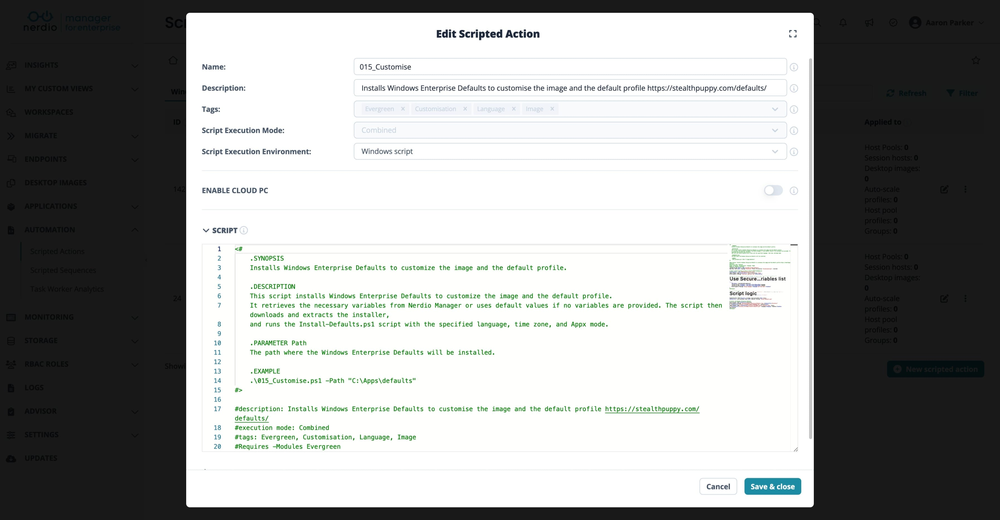 nerdio manager for enterprise
Aaron Parker
INSIGHTS
MY CUSTOM VIEWS
WORKSPACES
MIGRATE
ENDPOINTS
DESKTOP IMAGES
APPLICATIONS
AUTOMATION
Scripted Actions
Scripted Sequences
Task Worker Analytics
MONITORING
STORAGE
RBAC ROLES
LOGS
ADVISOR
SETTINGS
UPDATES
Edit Scripted Action
Name: 015_Customise
Description: Installs Windows Enterprise Defaults to customise the image and the default profile https://stealthpuppy.com/defaults/
Tags: Evergreen × Customisation × Language × Image ×
Script Execution Mode: Combined
Script Execution Environment: Windows script
ENABLE CLOUD PC
SCRIPT
1 <#
2 .SYNOPSIS
3 Installs Windows Enterprise Defaults to customize the image and the default profile.
4
5 .DESCRIPTION
6 This script installs Windows Enterprise Defaults to customize the image and the default profile.
7 It retrieves the necessary variables from Nerdio Manager or uses default values if no variables are provided. The script then
downloads and extracts the installer,
8 and runs the Install-Defaults.ps1 script with the specified language, time zone, and Appx mode.
9
10 .PARAMETER Path
11 The path where the Windows Enterprise Defaults will be installed.
12
13 .EXAMPLE
14 .\015_Customise.ps1 -Path "C:\Apps\defaults"
15 #>
16
17 #description: Installs Windows Enterprise Defaults to customise the image and the default profile https://stealthpuppy.com/
defaults/
18 #execution mode: Combined
19 #tags: Evergreen, Customisation, Language, Image
20 #Requires -Modules Evergreen
Use Secure...riables list
Script logic
Cancel
Save & close
ID
142
24
Refresh
Filter
Applied to
Host Pools: 0
Session hosts: 0
Desktop images:
0
Auto-scale
profiles: 0
Host pool
profiles: 0
Groups: 0
Host Pools: 0
Session hosts: 0
Desktop images:
0
Auto-scale
profiles: 0
Host pool
profiles: 0
Groups: 0
New scripted action